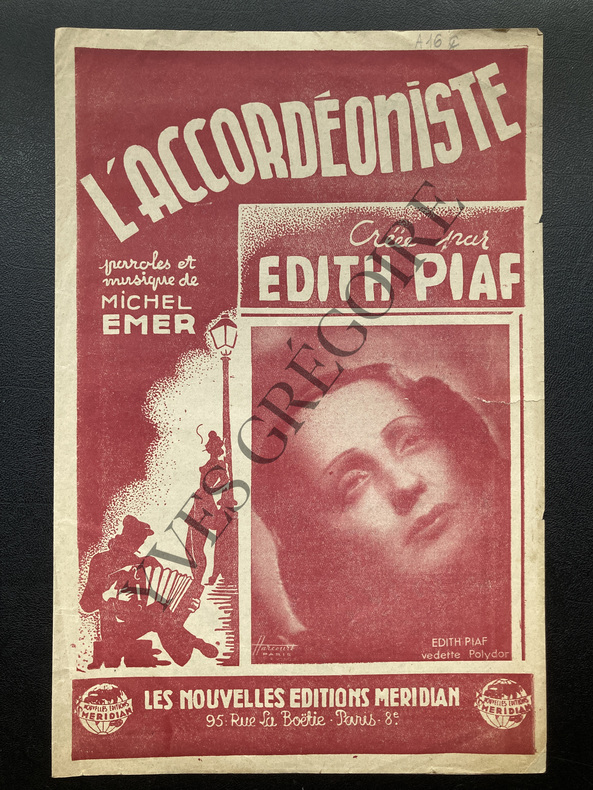 A16 €
L'ACCORDÉONISTE
paroles et
musique de
MICHEL
EMER
Créée par
EDITH PIAF
YVES GRÉGOIRE
Harcourt
PARIS
EDITH PIAF
vedette Polydor
NOUVELLES EDITIONS
MERIDIAN
LES NOUVELLES EDITIONS MERIDIAN
95. Rue La Boëtie - Paris - 8e
NOUVELLES EDITIONS
MERIDIAN